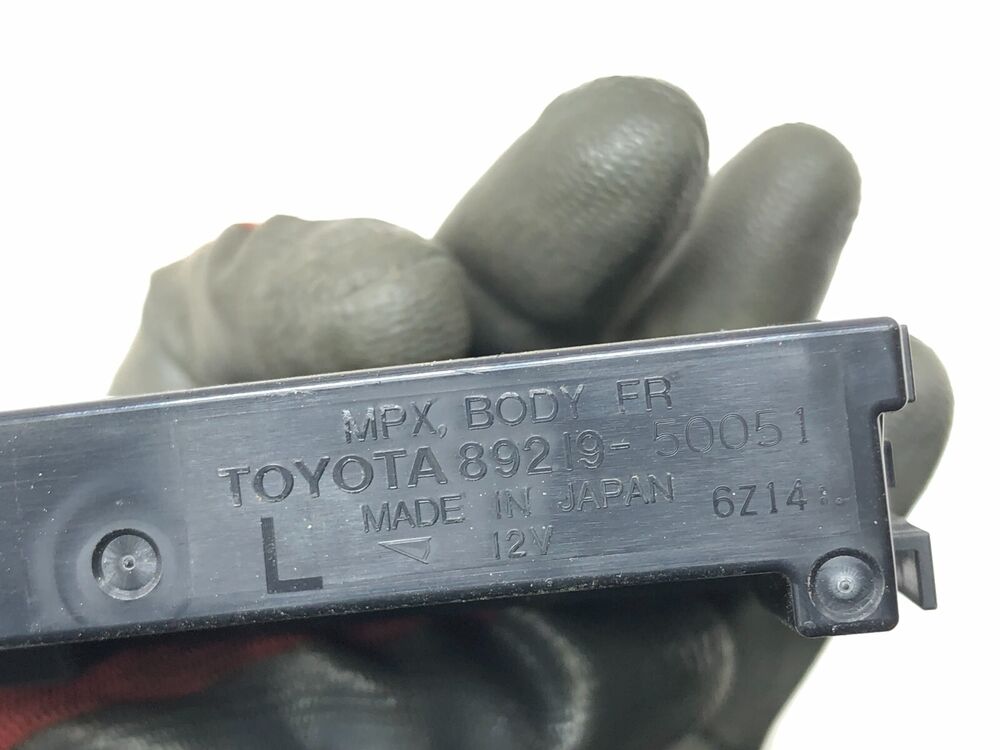 MPX, BODY FR
TOYOTA 89219-50051
MADE IN JAPAN 6Z14
L 12V